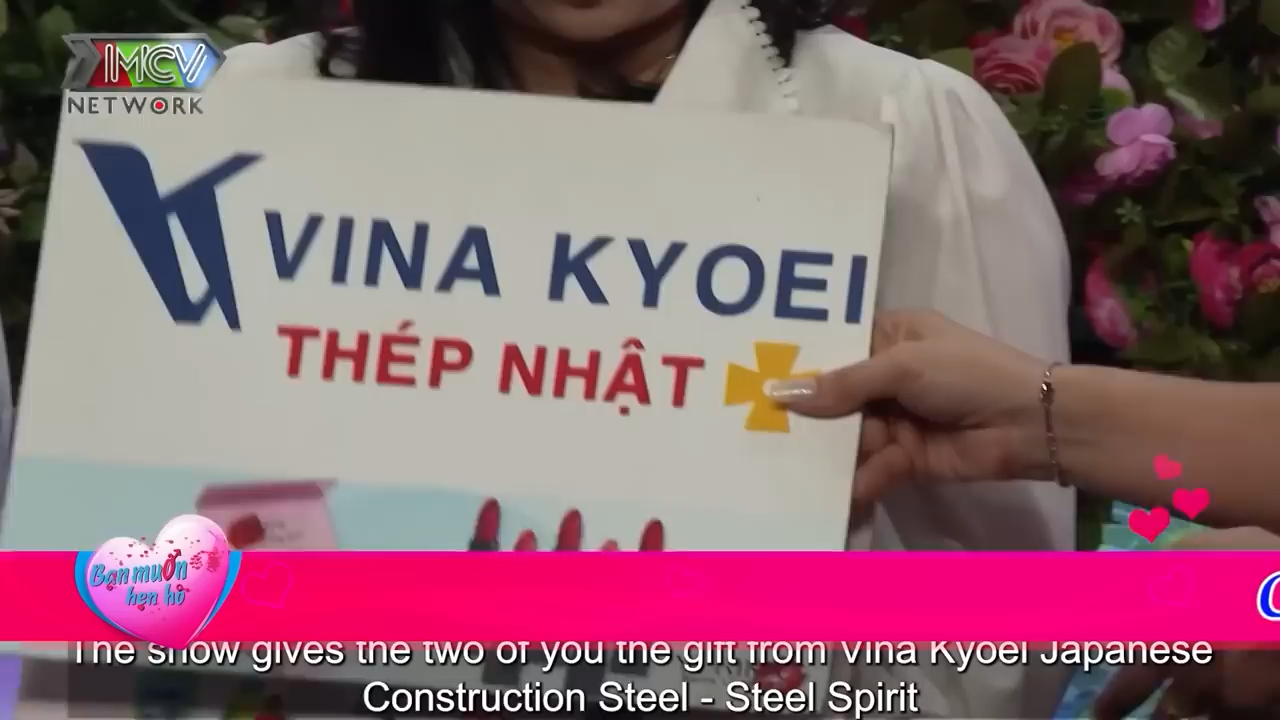 MCV
NETWORK
VINA KYOEI
THÉP NHẬT
Bạn muốn
hẹn hò
The show gives the two of you the gift from Vina Kyoei Japanese
Construction Steel - Steel Spirit